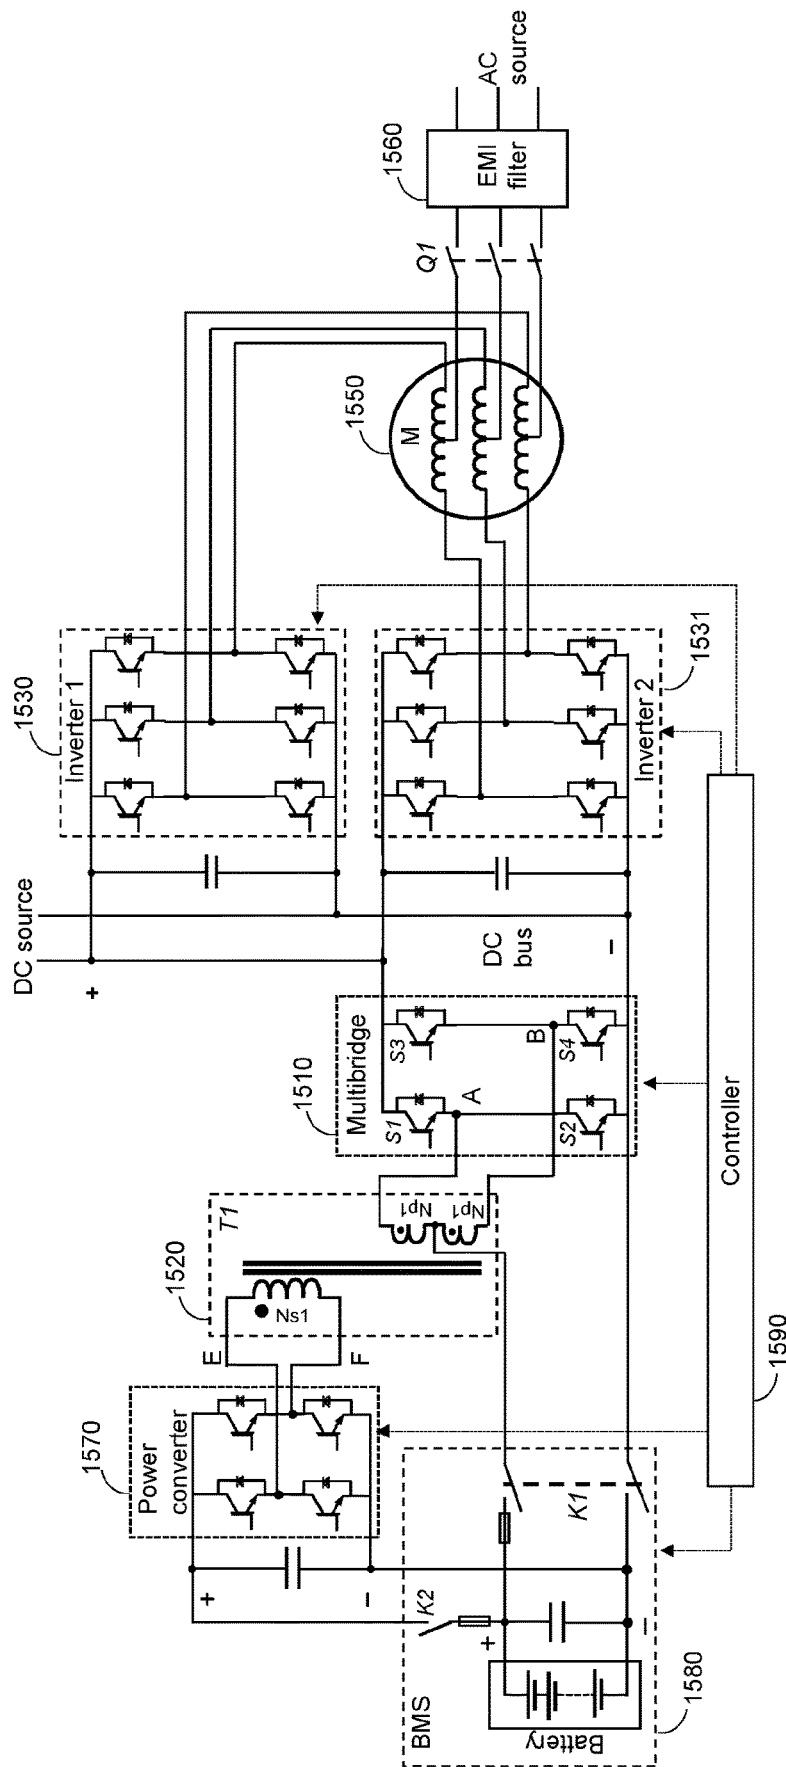 1560
AC
source
EMI
filter
Q1
1550
M
1530
Inverter 1
1531
Inverter 2
DC source
+
DC
bus
–
1510
Multibridge
S1
S3
S2
S4
A
B
1520
T1
Np1
Np1
Ns1
E
F
1570
Power
converter
+
–
K2
K1
+
–
BMS
Battery
1580
Controller
1590